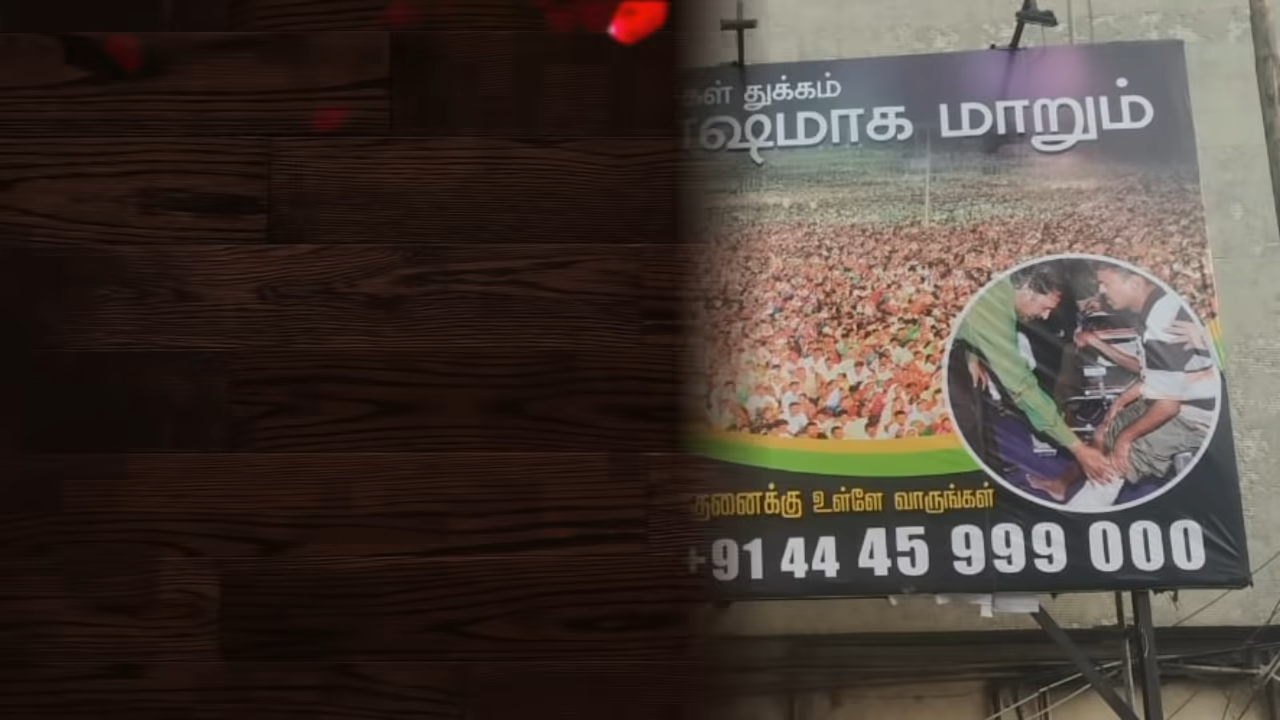 துக்கம்
மாறும்
உள்ளே வாருங்கள்
+91 44 45 999 000